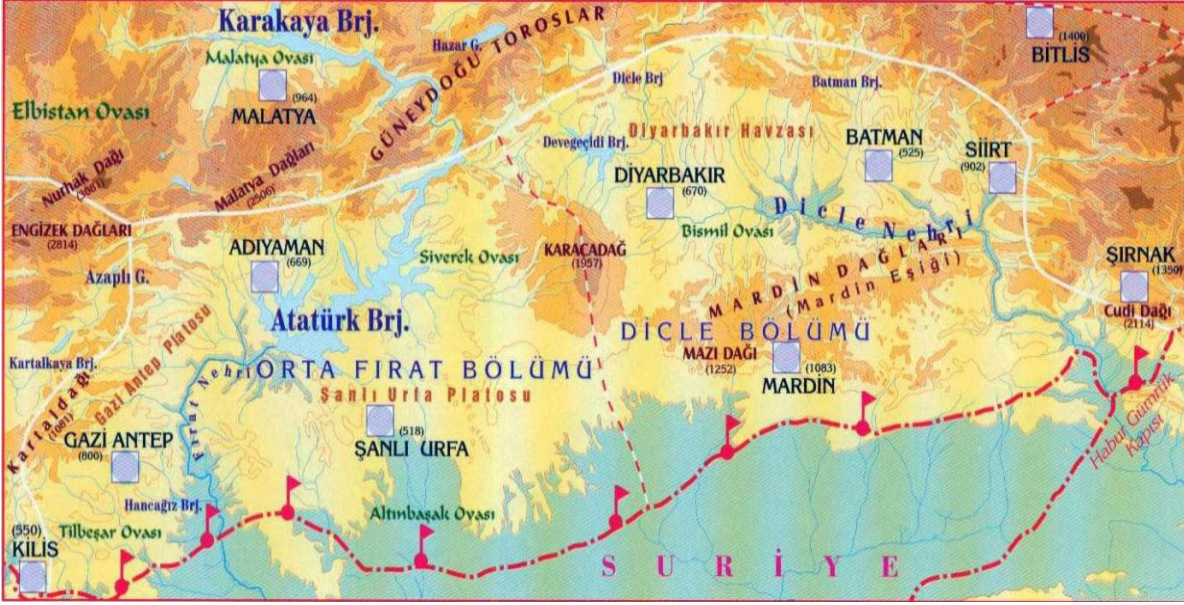 Karakaya Brj.
Malatya Ovası
(964)
MALATYA
Elbistan Ovası
Hazar G.
GÜNEYDOĞU TOROSLAR
Dicle Brj
Batman Brj.
(1400)
BİTLİS
Nurhak Dağı
(3081)
Malatya Dağları
(2506)
ENGİZEK DAĞLARI
(2814)
Devegeçidi Brj.
Diyarbakır Havzası
DİYARBAKIR
(670)
BATMAN
(525)
SİİRT
(902)
Dicle Nehri
Bismil Ovası
ADIYAMAN
(669)
Siverek Ovası
KARACADAĞ
(1957)
Azaplı G.
MARDİN DAĞLARI
(Mardin Eşiği)
ŞIRNAK
(1350)
Cudi Dağı
(2114)
Atatürk Brj.
Gazi Antep Platosu
DİCLE BÖLÜMÜ
MAZI DAĞI
(1252)
(1083)
MARDİN
Kartalkaya Brj.
Fırat Nehri
ORTA FIRAT BÖLÜMÜ
Şanlı Urfa Platosu
Kartaldağı
(1081)
GAZİ ANTEP
(800)
(518)
ŞANLI URFA
Habul Gümrük
Kapısı
Hancağız Brj.
Altınbaşak Ovası
(550)
KİLİS
Tilbeşar Ovası
SURİYE